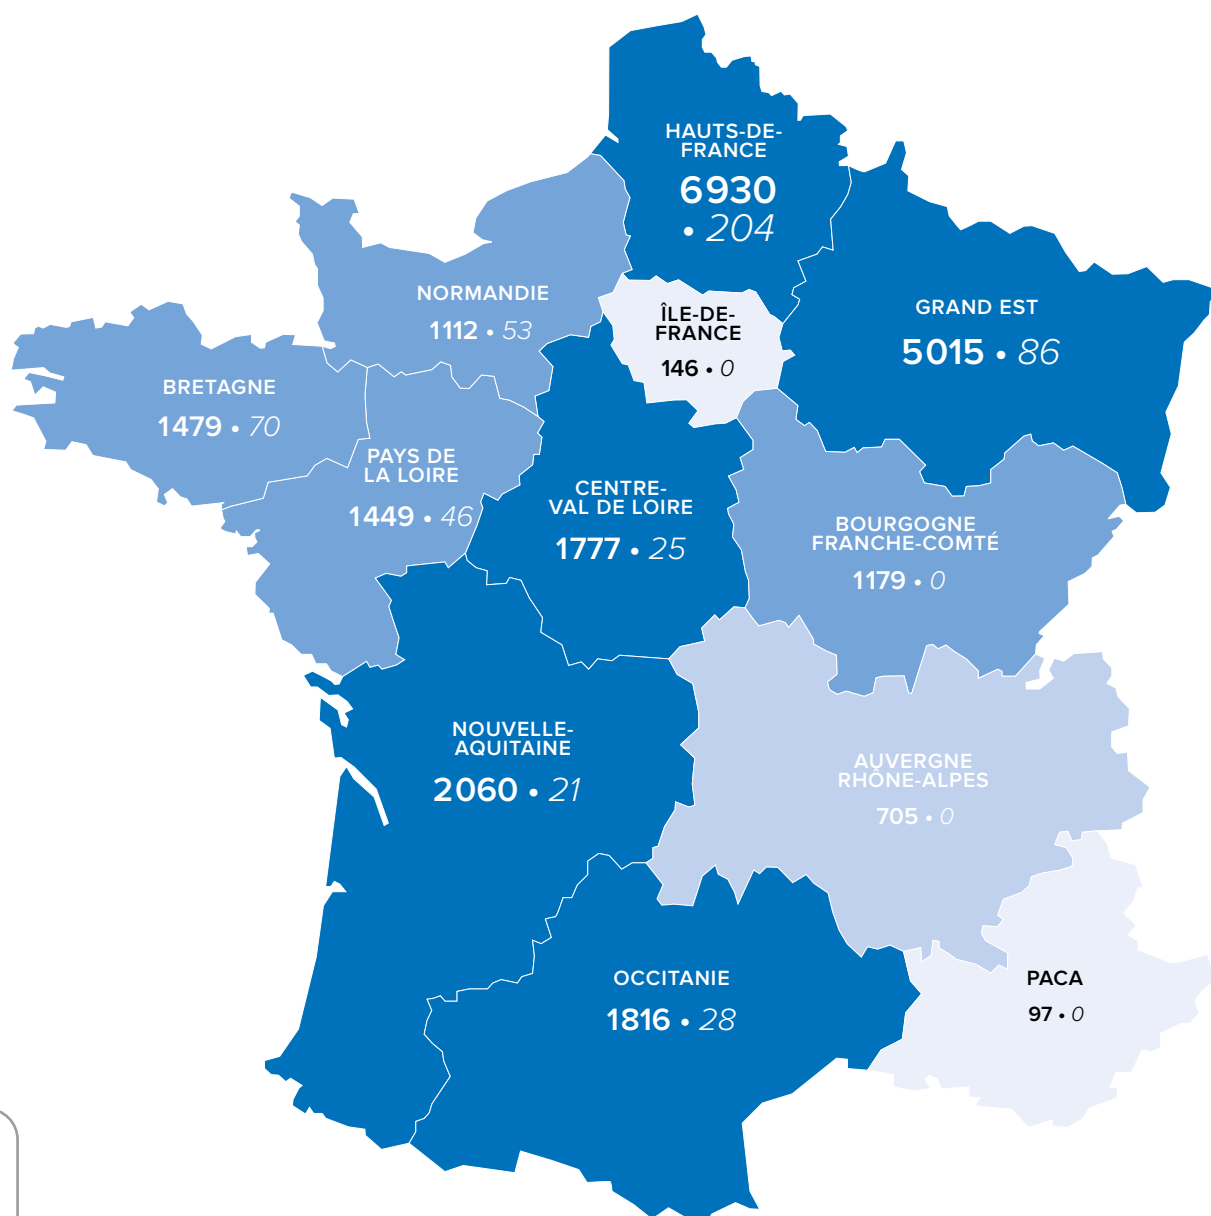 HAUTS-DE-
FRANCE
6930
• 204
NORMANDIE
1112 • 53
ÎLE-DE-
FRANCE
146 • 0
GRAND EST
5015 • 86
BRETAGNE
1479 • 70
PAYS DE
LA LOIRE
1449 • 46
CENTRE-
VAL DE LOIRE
1777 • 25
BOURGOGNE
FRANCHE-COMTÉ
1179 • 0
NOUVELLE-
AQUITAINE
2060 • 21
AUVERGNE
RHÔNE-ALPES
705 • 0
OCCITANIE
1816 • 28
PACA
97 • 0